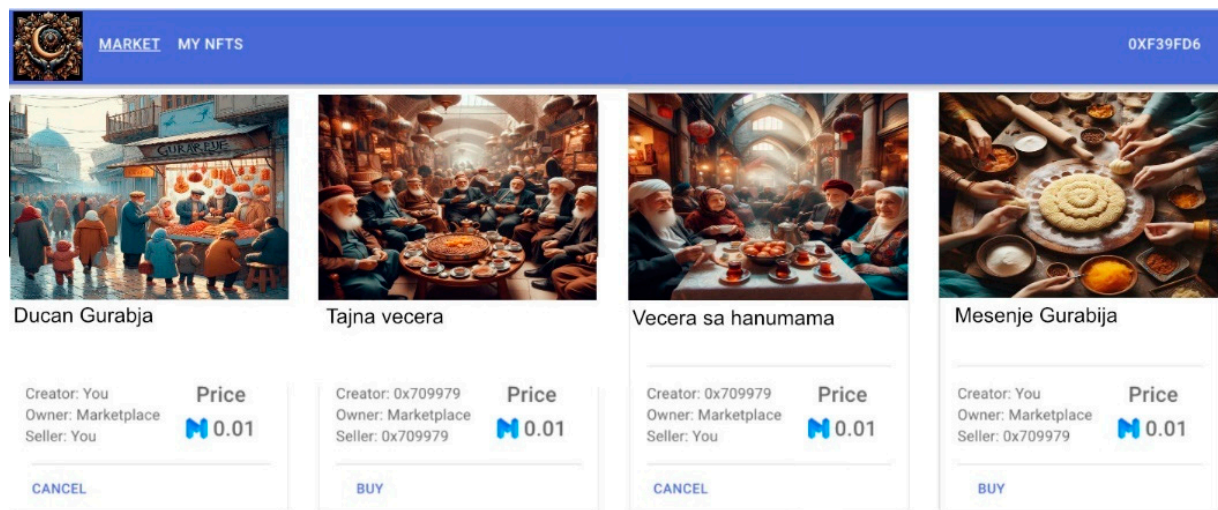 MARKET MY NFTS 0XF39FD6
GURAREUE
Ducan Gurabja
Creator: You
Owner: Marketplace
Seller: You
Price
0.01
CANCEL
Tajna vecera
Creator: 0x709979
Owner: Marketplace
Seller: 0x709979
Price
0.01
BUY
Vecera sa hanumama
Creator: 0x709979
Owner: Marketplace
Seller: You
Price
0.01
CANCEL
Mesenje Gurabija
Creator: You
Owner: Marketplace
Seller: 0x709979
Price
0.01
BUY